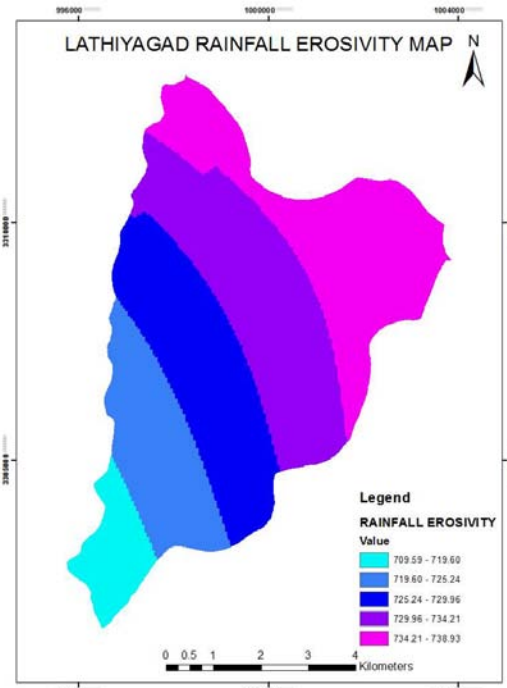 996000 1000000 1004000
LATHIYAGAD RAINFALL EROSIVITY MAP N
3310000
3305000
Legend
RAINFALL EROSIVITY
Value
709.59 - 719.60
719.60 - 725.24
725.24 - 729.96
729.96 - 734.21
734.21 - 738.93
0 0.5 1 2 3 4
Kilometers